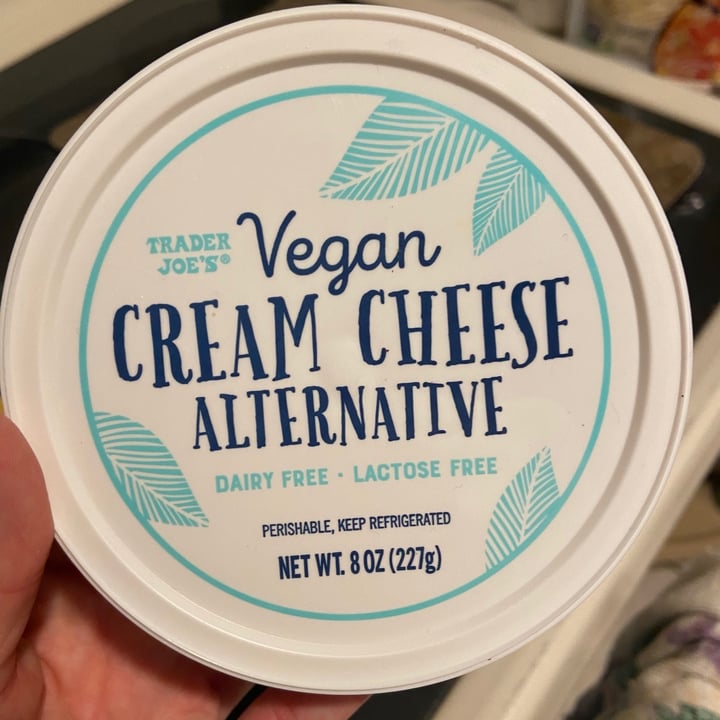 TRADER
JOE'S®
Vegan
CREAM CHEESE
ALTERNATIVE
DAIRY FREE · LACTOSE FREE
PERISHABLE, KEEP REFRIGERATED
NET WT. 8 OZ (227g)